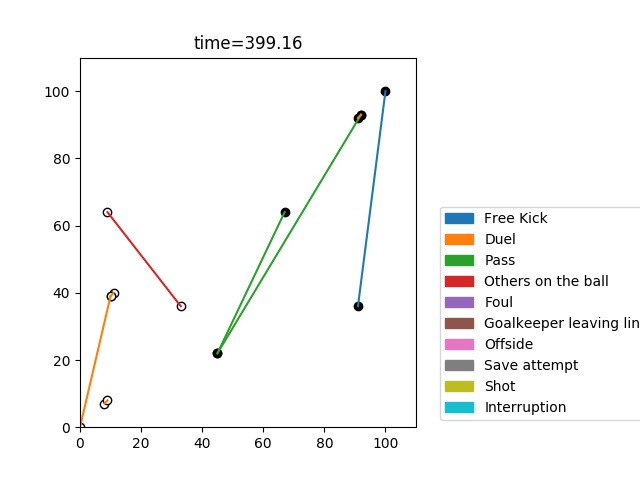 time=399.16
100
80
60
40
20
0
0 20 40 60 80 100
Free Kick
Duel
Pass
Others on the ball
Foul
Goalkeeper leaving lin
Offside
Save attempt
Shot
Interruption